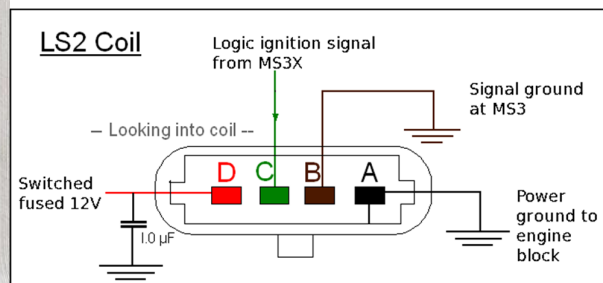 LS2 Coil
Logic ignition signal
from MS3X
Signal ground
at MS3
-- Looking into coil --
D C B A
Switched
fused 12V
1.0 µF
Power
ground to
engine
block